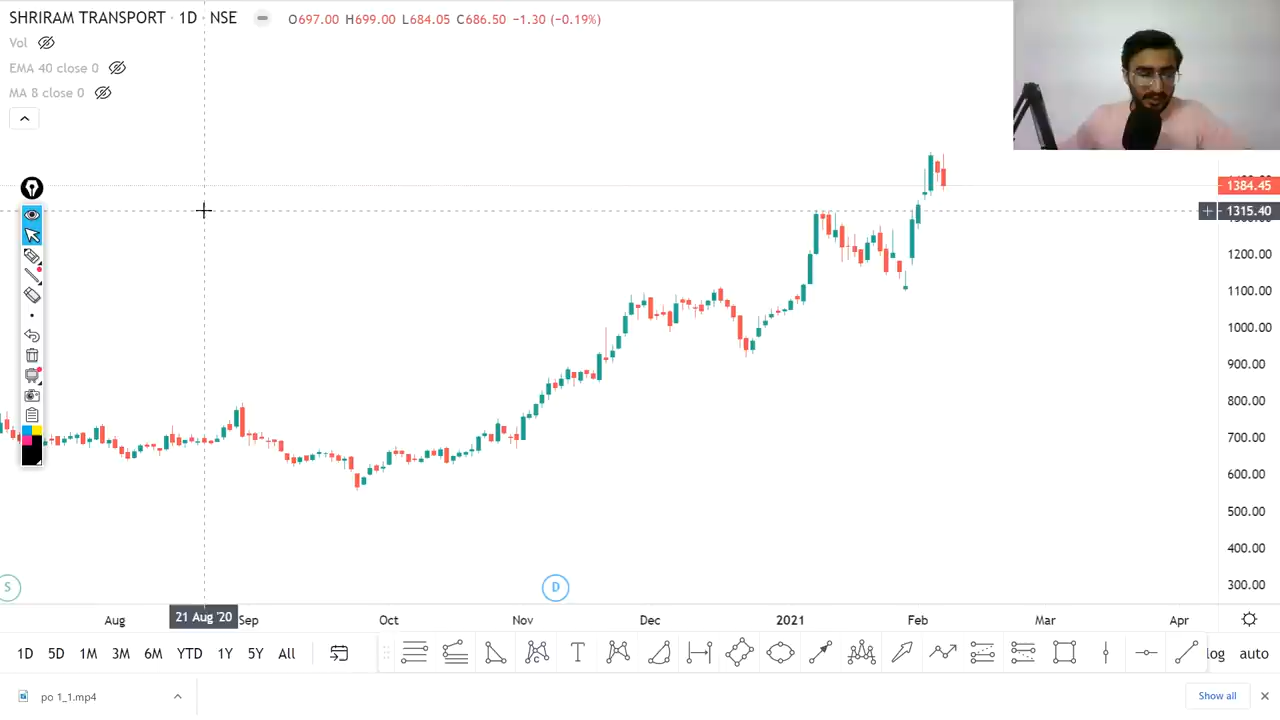 SHRIRAM TRANSPORT · 1D · NSE O697.00 H699.00 L684.05 C686.50 −1.30 (−0.19%)
Vol
EMA 40 close 0
MA 8 close 0
1384.45
1315.40
1200.00
1100.00
1000.00
900.00
800.00
700.00
600.00
500.00
400.00
300.00
S
D
Aug 21 Aug '20 Sep Oct Nov Dec 2021 Feb Mar Apr
1D 5D 1M 3M 6M YTD 1Y 5Y All T log auto
po 1_1.mp4 Show all